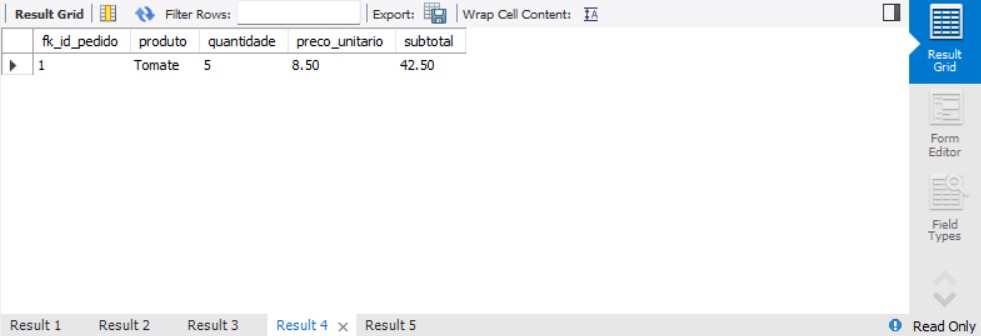 Result Grid Filter Rows: Export: Wrap Cell Content: IA
fk_id_pedido produto quantidade preco_unitario subtotal
1 Tomate 5 8.50 42.50
Result
Grid
Form
Editor
Field
Types
Result 1 Result 2 Result 3 Result 4 × Result 5 Read Only